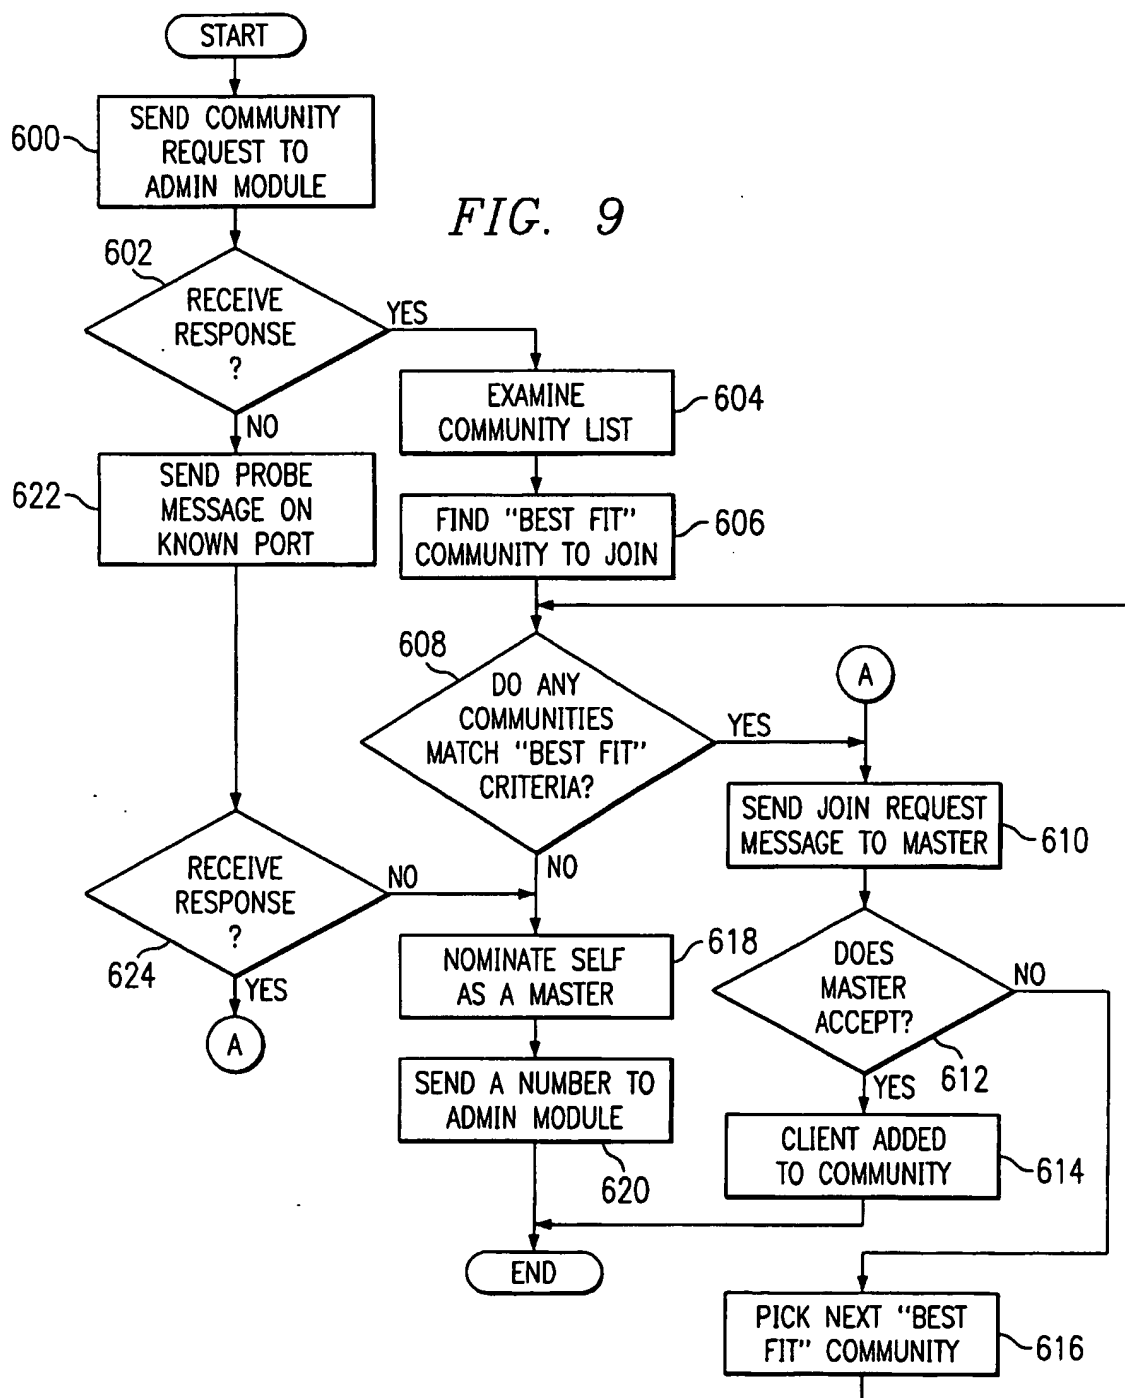 START
600
SEND COMMUNITY
REQUEST TO
ADMIN MODULE
FIG. 9
602
RECEIVE
RESPONSE
?
YES
NO
EXAMINE
COMMUNITY LIST
604
622
SEND PROBE
MESSAGE ON
KNOWN PORT
FIND "BEST FIT"
COMMUNITY TO JOIN
606
608
DO ANY
COMMUNITIES
MATCH "BEST FIT"
CRITERIA?
YES
NO
A
SEND JOIN REQUEST
MESSAGE TO MASTER
610
RECEIVE
RESPONSE
?
624
NO
YES
A
NOMINATE SELF
AS A MASTER
618
DOES
MASTER
ACCEPT?
NO
612
YES
SEND A NUMBER TO
ADMIN MODULE
620
CLIENT ADDED
TO COMMUNITY
614
END
PICK NEXT "BEST
FIT" COMMUNITY
616